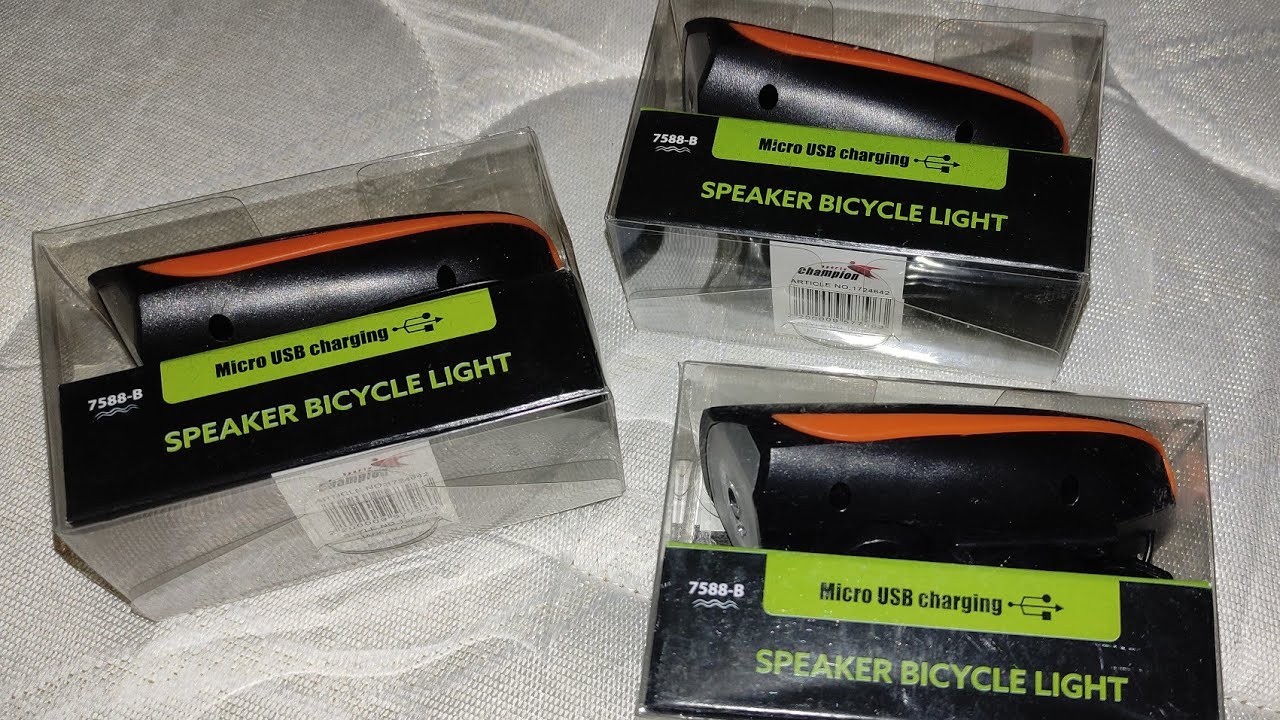 7588-B
Micro USB charging
SPEAKER BICYCLE LIGHT
champion
ARTICLE NO:1724642
7588-B
Micro USB charging
SPEAKER BICYCLE LIGHT
champion
7588-B
Micro USB charging
SPEAKER BICYCLE LIGHT